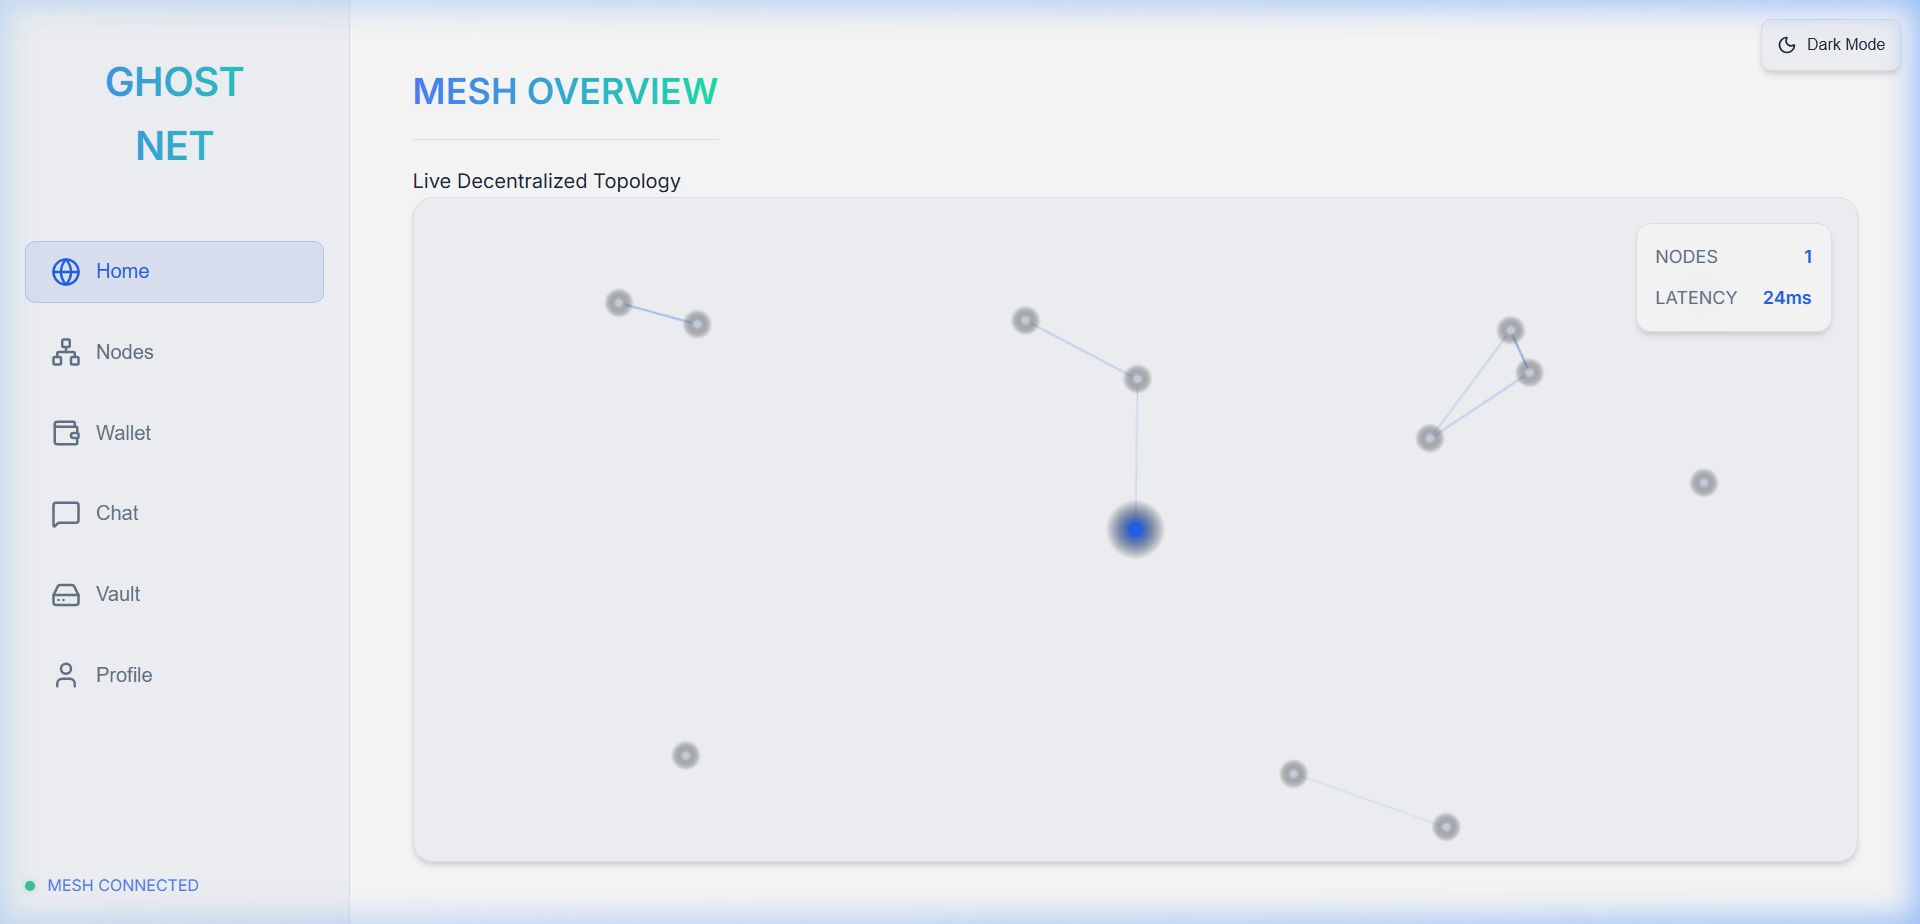 GHOST
NET
Home
Nodes
Wallet
Chat
Vault
Profile
MESH CONNECTED
Dark Mode
MESH OVERVIEW
Live Decentralized Topology
NODES 1
LATENCY 24ms